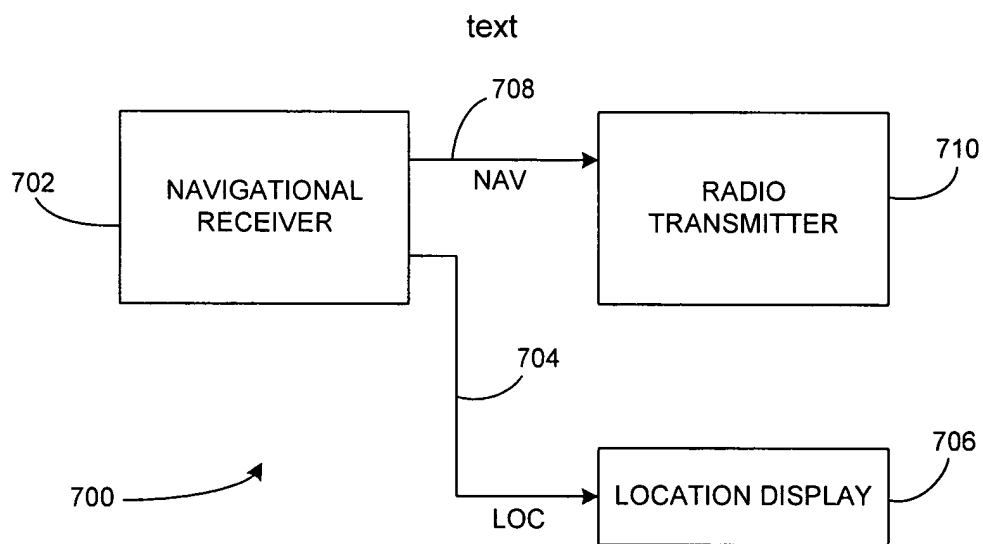 text
708
702
NAVIGATIONAL
RECEIVER
NAV
RADIO
TRANSMITTER
710
704
700
LOC
LOCATION DISPLAY
706